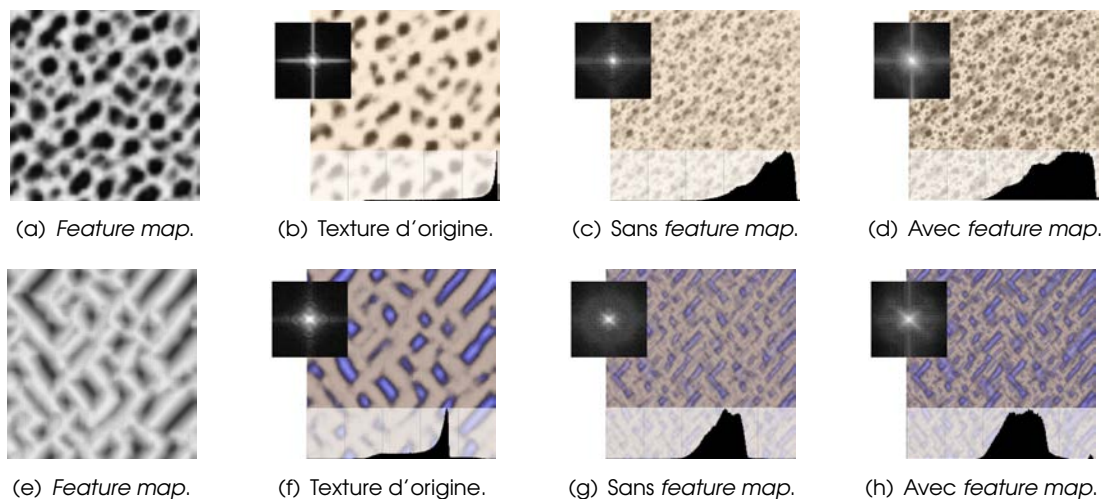 (a) Feature map.
(b) Texture d'origine.
(c) Sans feature map.
(d) Avec feature map.
(e) Feature map.
(f) Texture d'origine.
(g) Sans feature map.
(h) Avec feature map.